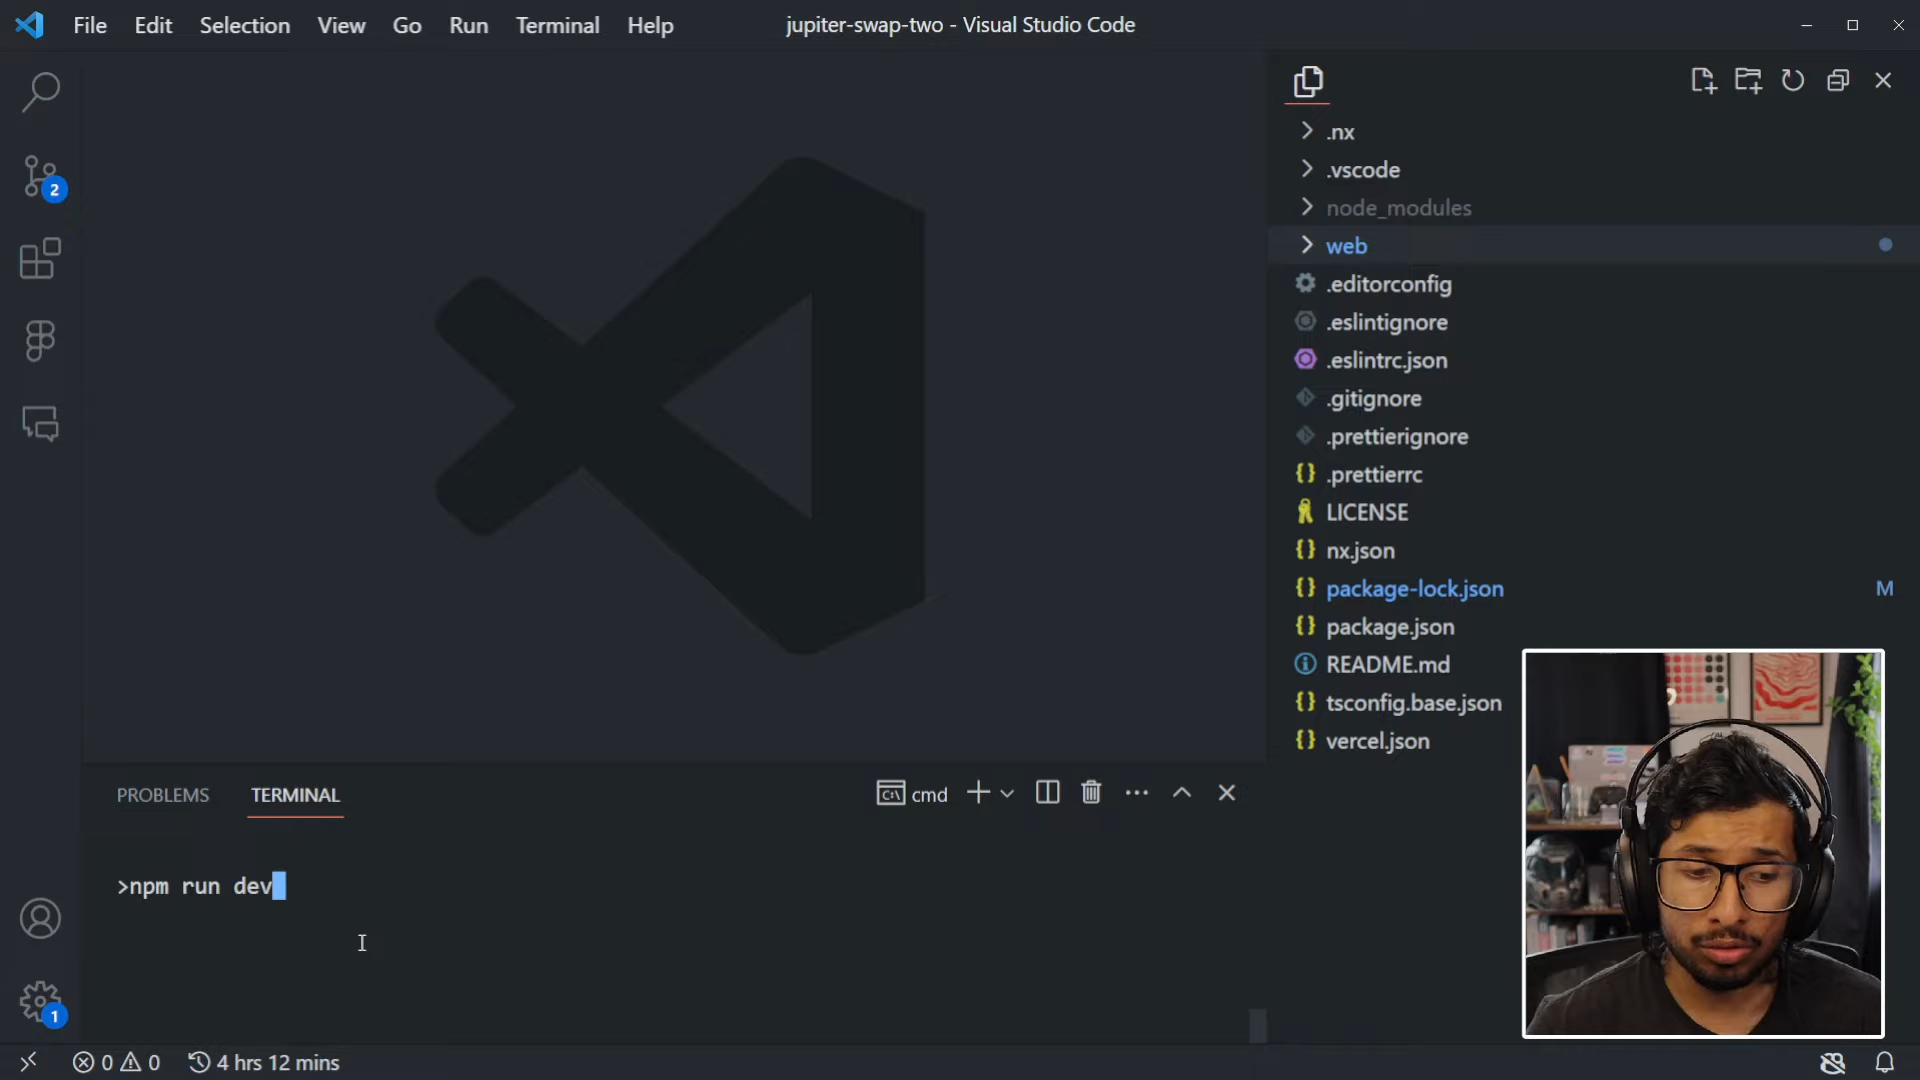 File Edit Selection View Go Run Terminal Help
jupiter-swap-two - Visual Studio Code
2
.nx
.vscode
node_modules
web
.editorconfig
.eslintignore
.eslintrc.json
.gitignore
.prettierignore
.prettierrc
LICENSE
nx.json
package-lock.json M
package.json
README.md
tsconfig.base.json
vercel.json
PROBLEMS TERMINAL
cmd
>npm run dev
1
0 0 4 hrs 12 mins